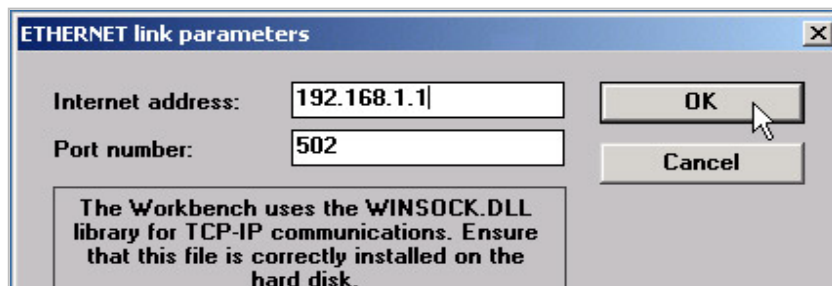 ETHERNET link parameters
Internet address: 192.168.1.1 OK
Port number: 502 Cancel
The Workbench uses the WINSOCK.DLL
library for TCP-IP communications. Ensure
that this file is correctly installed on the
hard disk.